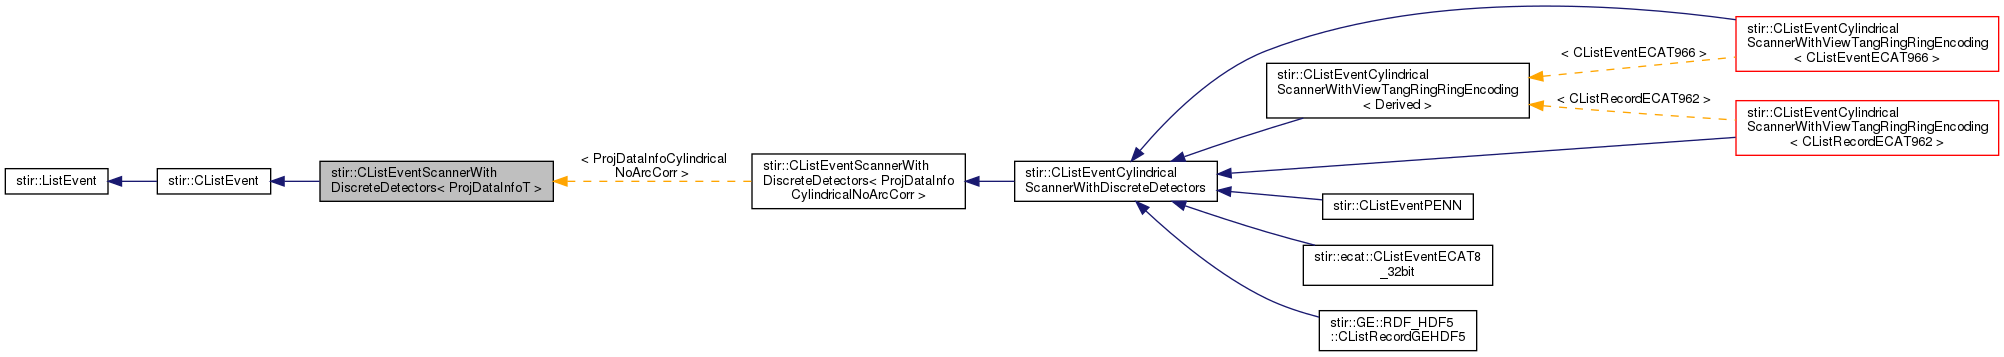 stir::ListEvent
stir::CListEvent
stir::CListEventScannerWith
DiscreteDetectors< ProjDataInfoT >
< ProjDataInfoCylindrical
NoArcCorr >
stir::CListEventScannerWith
DiscreteDetectors< ProjDataInfo
CylindricalNoArcCorr >
stir::CListEventCylindrical
ScannerWithDiscreteDetectors
stir::CListEventCylindrical
ScannerWithViewTangRingRingEncoding
< Derived >
< CListEventECAT966 >
< CListRecordECAT962 >
stir::CListEventCylindrical
ScannerWithViewTangRingRingEncoding
< CListEventECAT966 >
stir::CListEventCylindrical
ScannerWithViewTangRingRingEncoding
< CListRecordECAT962 >
stir::CListEventPENN
stir::ecat::CListEventECAT8
_32bit
stir::GE::RDF_HDF5
::CListRecordGEHDF5